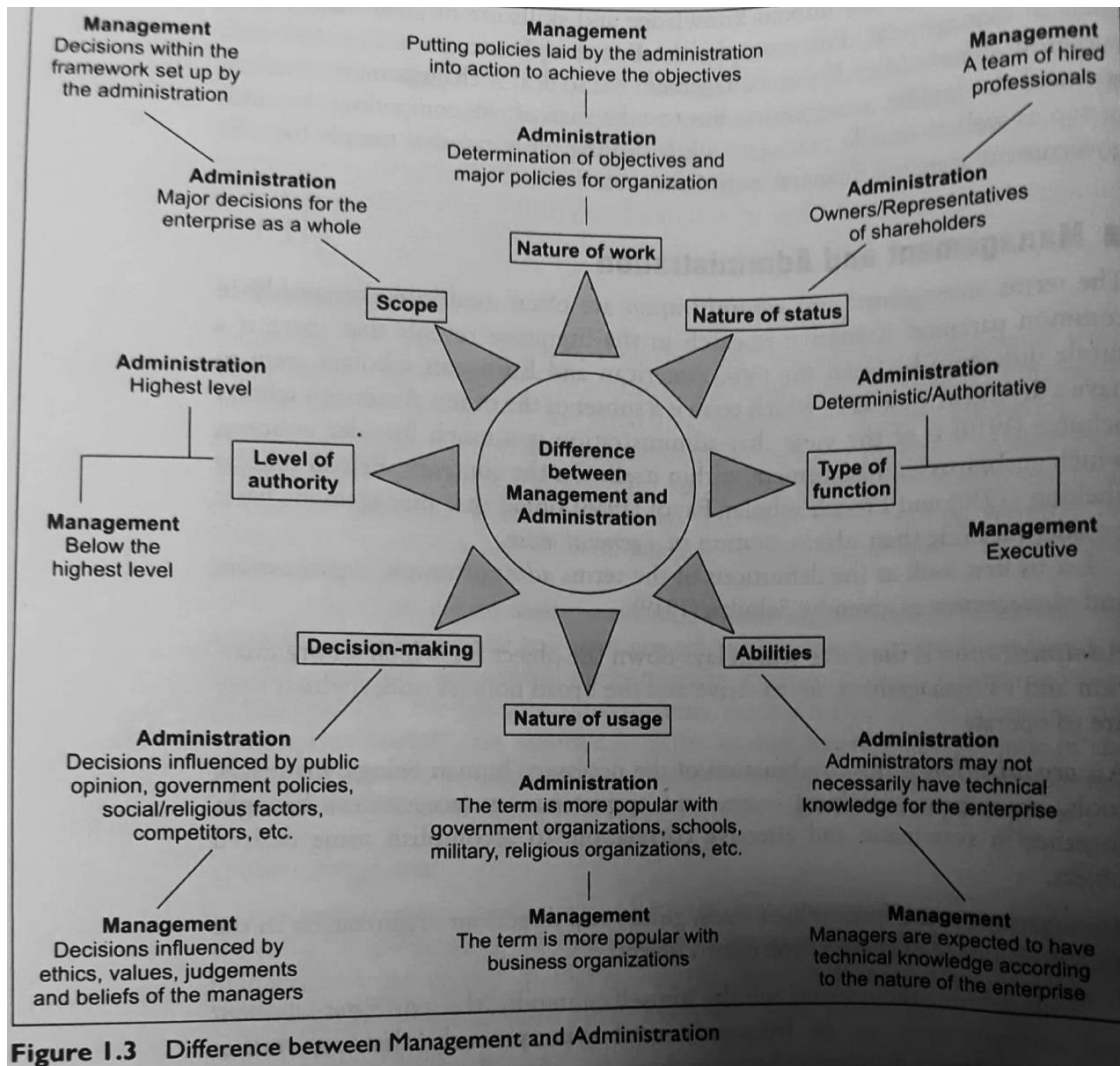 Management
Decisions within the
framework set up by
the administration
Management
Putting policies laid by the administration
into action to achieve the objectives
Management
A team of hired
professionals
Administration
Major decisions for the
enterprise as a whole
Administration
Determination of objectives and
major policies for organization
Administration
Owners/Representatives
of shareholders
Management and Administration
Scope
Nature of work
Nature of status
Administration
Highest level
Administration
Deterministic/Authoritative
Level of
authority
Difference
between
Management and
Administration
Type of
function
Management
Below the
highest level
Management
Executive
Decision-making
Nature of usage
Abilities
Administration
Decisions influenced by public
opinion, government policies,
social/religious factors,
competitors, etc.
Administration
The term is more popular with
government organizations, schools,
military, religious organizations, etc.
Administration
Administrators may not
necessarily have technical
knowledge for the enterprise
Management
Decisions influenced by
ethics, values, judgements
and beliefs of the managers
Management
The term is more popular with
business organizations
Management
Managers are expected to have
technical knowledge according
to the nature of the enterprise
Figure 1.3 Difference between Management and Administration